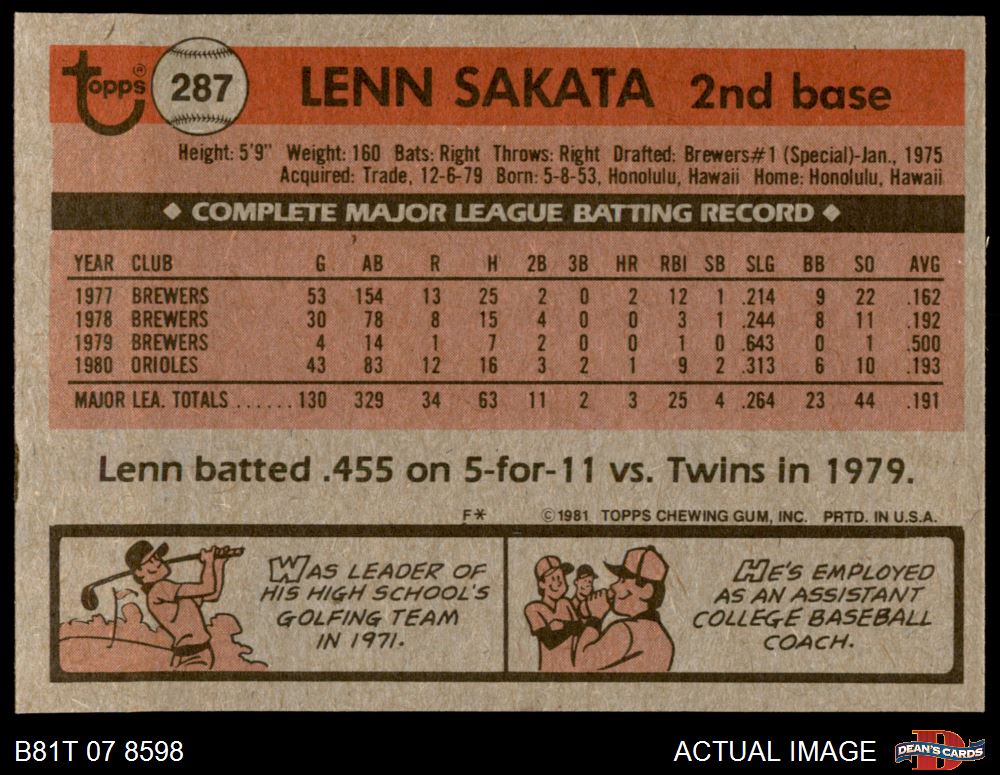 topps® 287 LENN SAKATA 2nd base
Height: 5'9" Weight: 160 Bats: Right Throws: Right Drafted: Brewers#1 (Special)-Jan., 1975
Acquired: Trade, 12-6-79 Born: 5-8-53, Honolulu, Hawaii Home: Honolulu, Hawaii
◆ COMPLETE MAJOR LEAGUE BATTING RECORD ◆
YEAR CLUB G AB R H 2B 3B HR RBI SB SLG BB SO AVG
1977 BREWERS 53 154 13 25 2 0 2 12 1 .214 9 22 .162
1978 BREWERS 30 78 8 15 4 0 0 3 1 .244 8 11 .192
1979 BREWERS 4 14 1 7 2 0 0 1 0 .643 0 1 .500
1980 ORIOLES 43 83 12 16 3 2 1 9 2 .313 6 10 .193
MAJOR LEA. TOTALS ...... 130 329 34 63 11 2 3 25 4 .264 23 44 .191
Lenn batted .455 on 5-for-11 vs. Twins in 1979.
F* ©1981 TOPPS CHEWING GUM, INC. PRTD. IN U.S.A.
WAS LEADER OF
HIS HIGH SCHOOL'S
GOLFING TEAM
IN 1971.
HE'S EMPLOYED
AS AN ASSISTANT
COLLEGE BASEBALL
COACH.
B81T 07 8598 ACTUAL IMAGE DEAN'S CARDS